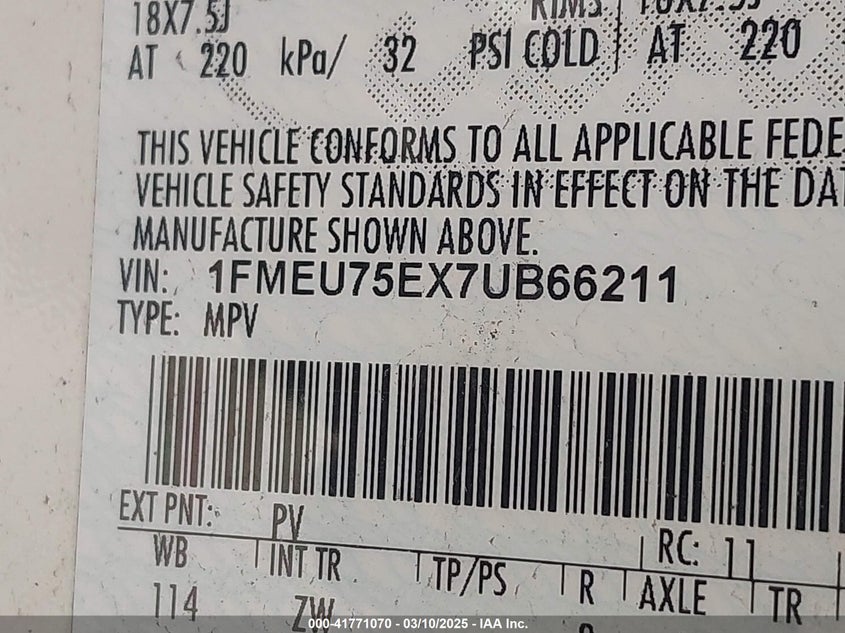 18X7.5J RIMS
AT 220 kPa/ 32 PSI COLD AT 220
THIS VEHICLE CONFORMS TO ALL APPLICABLE FEDE
VEHICLE SAFETY STANDARDS IN EFFECT ON THE DAT
MANUFACTURE SHOWN ABOVE.
VIN: 1FMEU75EX7UB66211
TYPE: MPV
EXT PNT: PV RC: 11
WB INT TR TP/PS R AXLE TR
114 ZW
000-41771070 - 03/10/2025 - IAA Inc.